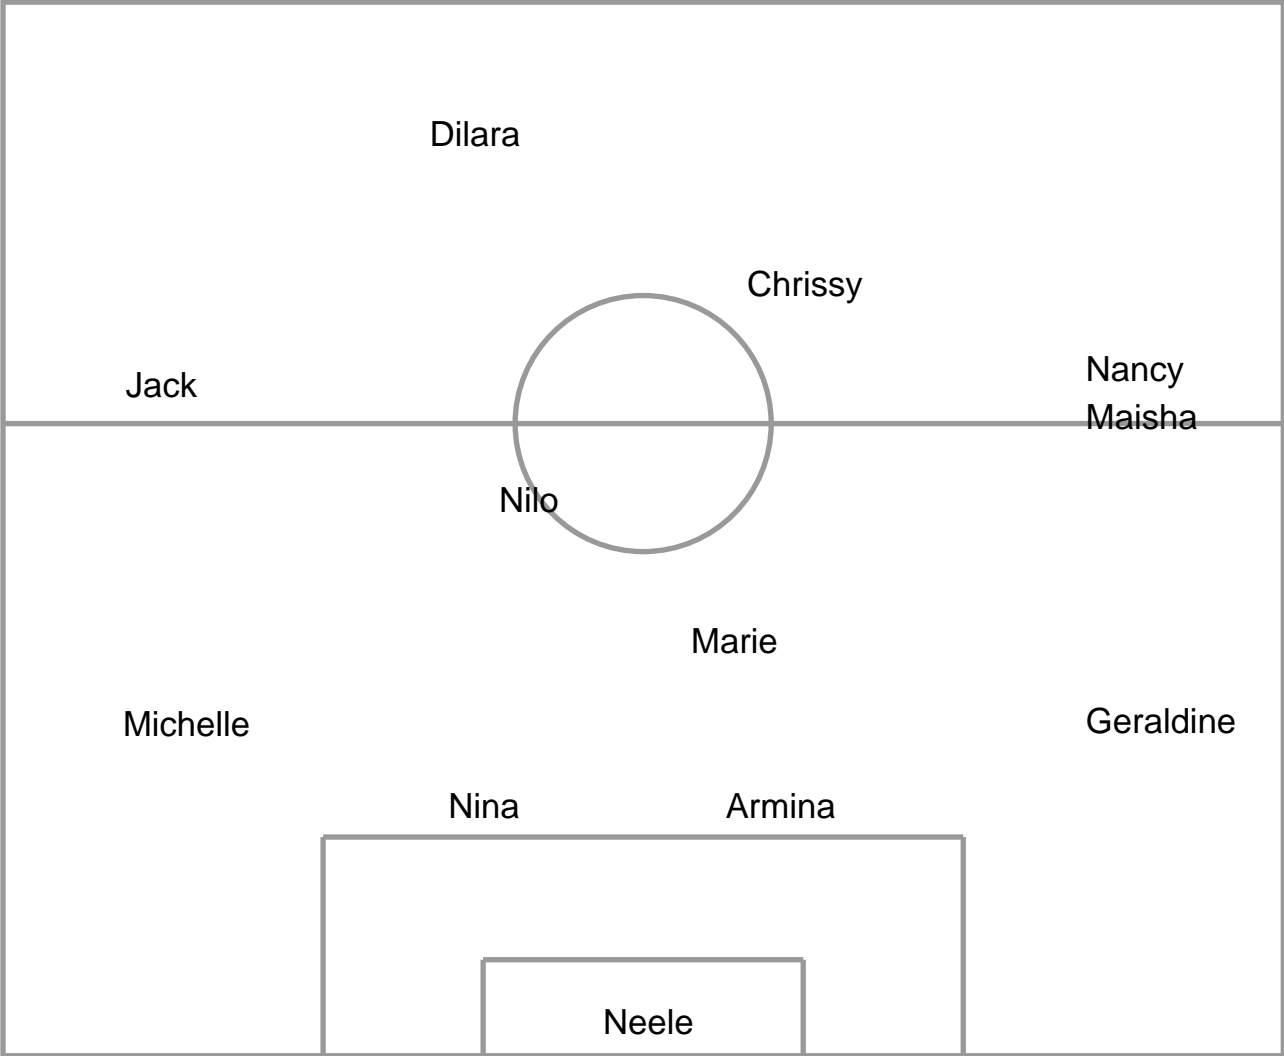 Dilara
Chrissy
Nancy
Jack
Maisha
Nilo
Marie
Geraldine
Michelle
Nina
Armina
Neele